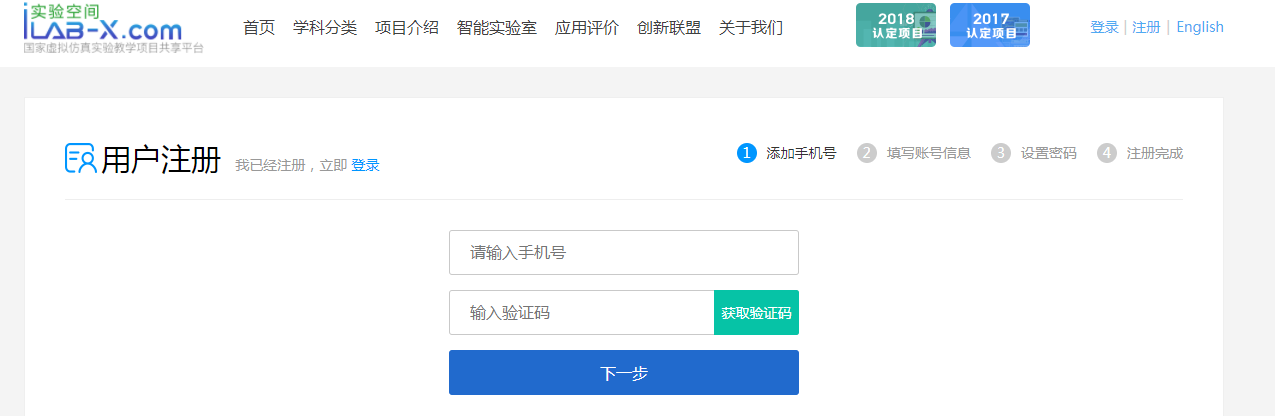 实验空间
iLAB-X.com
国家虚拟仿真实验教学项目共享平台
首页 学科分类 项目介绍 智能实验室 应用评价 创新联盟 关于我们
2018
认定项目
2017
认定项目
登录 | 注册 | English
用户注册 我已经注册，立即 登录
1 添加手机号 2 填写账号信息 3 设置密码 4 注册完成
请输入手机号
输入验证码 获取验证码
下一步